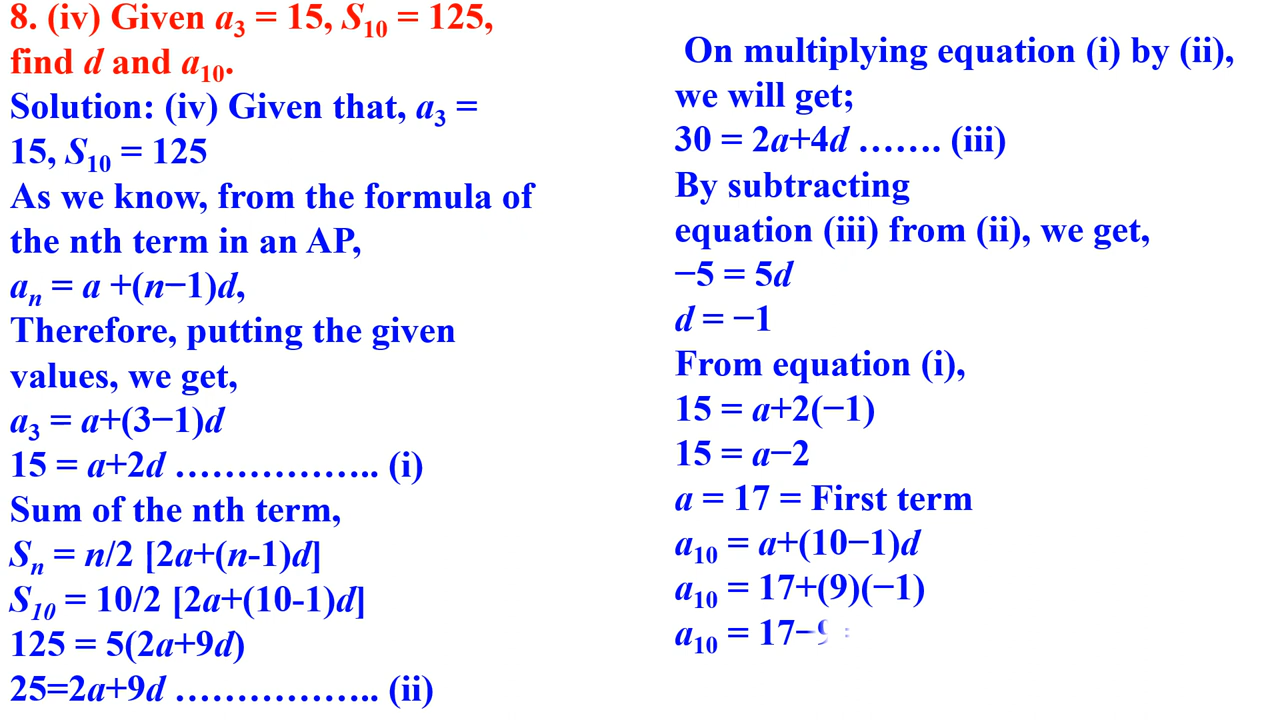 8. (iv) Given a₃ = 15, S₁₀ = 125,
find d and a₁₀.
Solution: (iv) Given that, a₃ =
15, S₁₀ = 125
As we know, from the formula of
the nth term in an AP,
aₙ = a +(n−1)d,
Therefore, putting the given
values, we get,
a₃ = a+(3−1)d
15 = a+2d …………….. (i)
Sum of the nth term,
Sₙ = n/2 [2a+(n-1)d]
S₁₀ = 10/2 [2a+(10-1)d]
125 = 5(2a+9d)
25=2a+9d …………….. (ii)
On multiplying equation (i) by (ii),
we will get;
30 = 2a+4d ……. (iii)
By subtracting
equation (iii) from (ii), we get,
−5 = 5d
d = −1
From equation (i),
15 = a+2(−1)
15 = a−2
a = 17 = First term
a₁₀ = a+(10−1)d
a₁₀ = 17+(9)(−1)
a₁₀ = 17−9 =